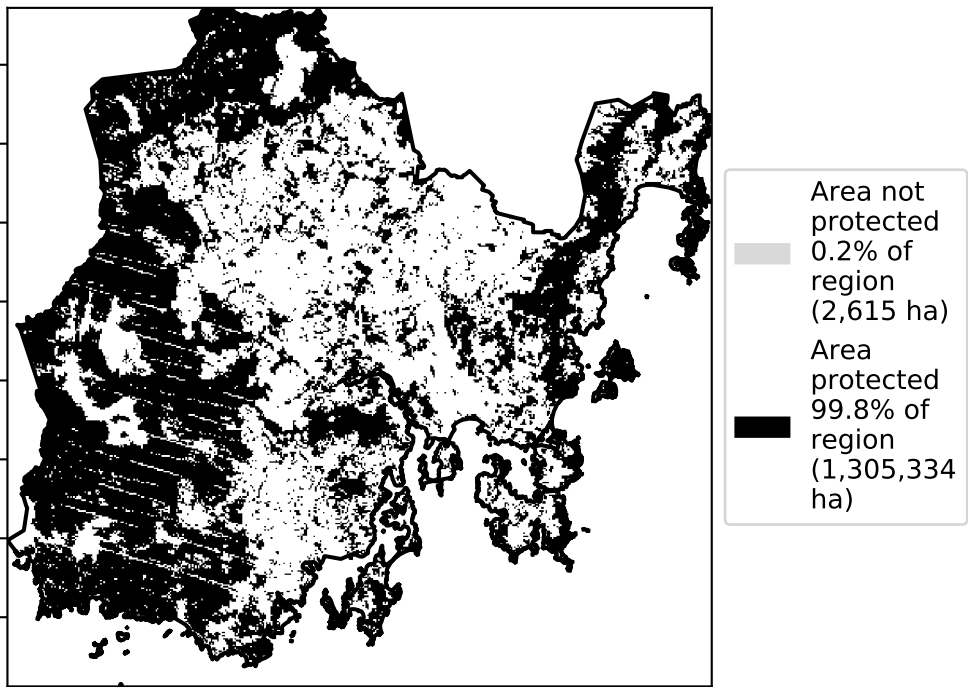 Area not
protected
0.2% of
region
(2,615 ha)
Area
protected
99.8% of
region
(1,305,334
ha)